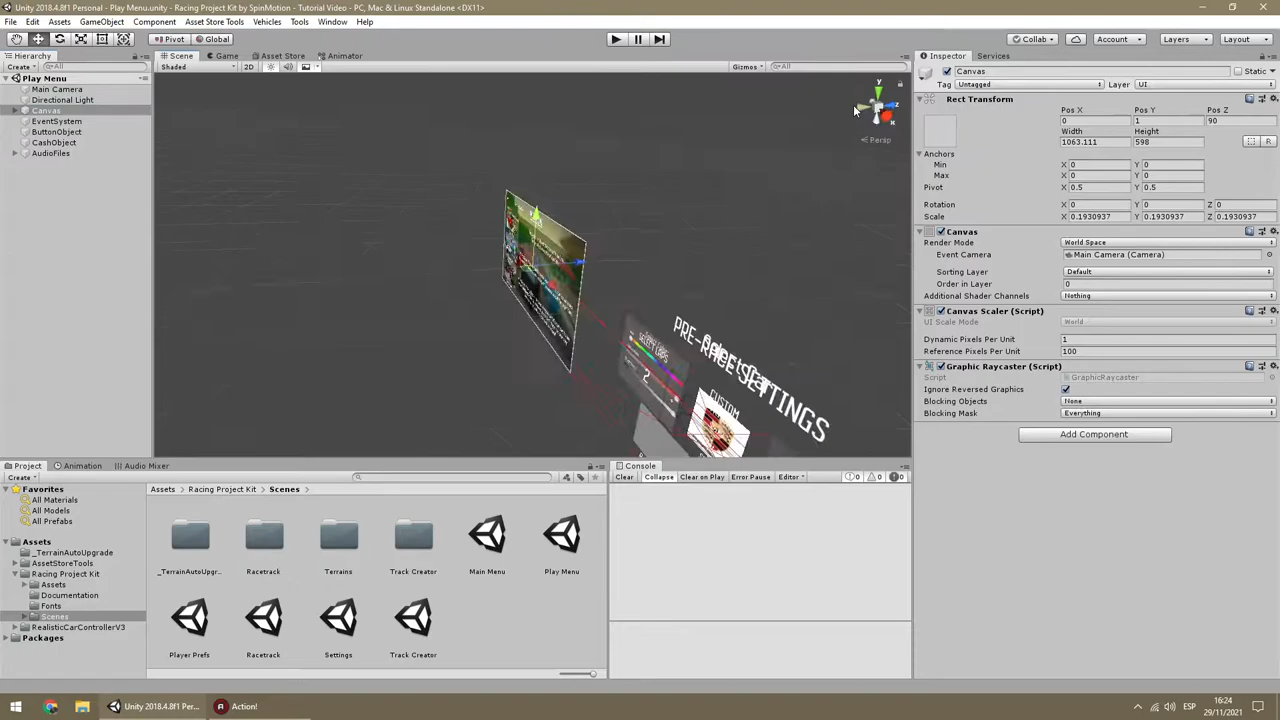 Unity 2018.4.8f1 Personal - Play Menu.unity - Racing Project Kit by SpinMotion - Tutorial Video - PC, Mac & Linux Standalone <DX11>
File Edit Assets GameObject Component Asset Store Tools Vehicles Tools Window Help
Pivot Global Collab Account Layers Layout
Hierarchy Scene Game Asset Store Animator Inspector Services
Create All Shaded 2D Gizmos All Canvas Static
Play Menu
Tag Untagged Layer UI
Main Camera
Directional Light
Canvas
EventSystem
ButtonObject
CashObject
AudioFiles
y
z
x
Persp
PRE-RACE SETTINGS
SELECT LAPS
2
CUSTOM
Rect Transform
Pos X Pos Y Pos Z
0 1 90
Width Height
1063.111 598
R
Anchors
Min X 0 Y 0
Max X 0 Y 0
Pivot X 0.5 Y 0.5
Rotation X 0 Y 0 Z 0
Scale X 0.1930937 Y 0.1930937 Z 0.1930937
Canvas
Render Mode World Space
Event Camera Main Camera (Camera)
Sorting Layer Default
Order in Layer 0
Additional Shader Channels Nothing
Canvas Scaler (Script)
UI Scale Mode World
Dynamic Pixels Per Unit 1
Reference Pixels Per Unit 100
Graphic Raycaster (Script)
Script GraphicRaycaster
Ignore Reversed Graphics
Blocking Objects None
Blocking Mask Everything
Add Component
Project Animation Audio Mixer Console
Create Clear Collapse Clear on Play Error Pause Editor 0 0 0
Favorites
All Materials
All Models
All Prefabs
Assets
_TerrainAutoUpgrade
AssetStoreTools
Racing Project Kit
Assets
Documentation
Fonts
Scenes
RealisticCarControllerV3
Packages
Assets Racing Project Kit Scenes
_TerrainAutoUpgr... Racetrack Terrains Track Creator Main Menu Play Menu
Player Prefs Racetrack Settings Track Creator
Unity 2018.4.8f1 Per... Action! ESP 16:24
29/11/2021